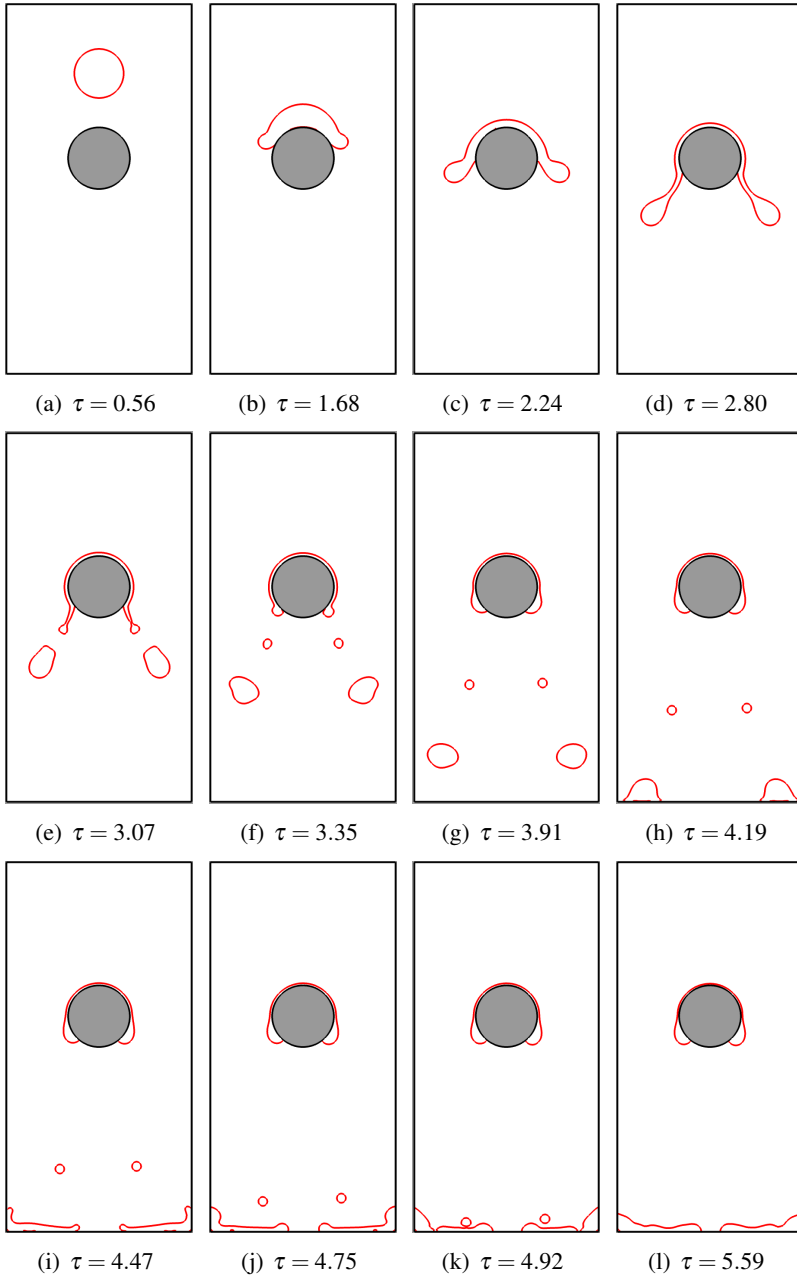 (a) τ = 0.56 (b) τ = 1.68 (c) τ = 2.24 (d) τ = 2.80
(e) τ = 3.07 (f) τ = 3.35 (g) τ = 3.91 (h) τ = 4.19
(i) τ = 4.47 (j) τ = 4.75 (k) τ = 4.92 (l) τ = 5.59